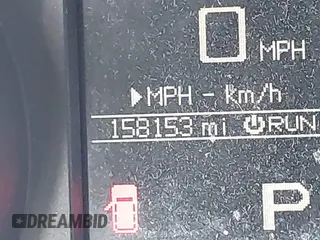 0 MPH
▶MPH - km/h
158153 mi ⏻RUN
P
DREAMBID